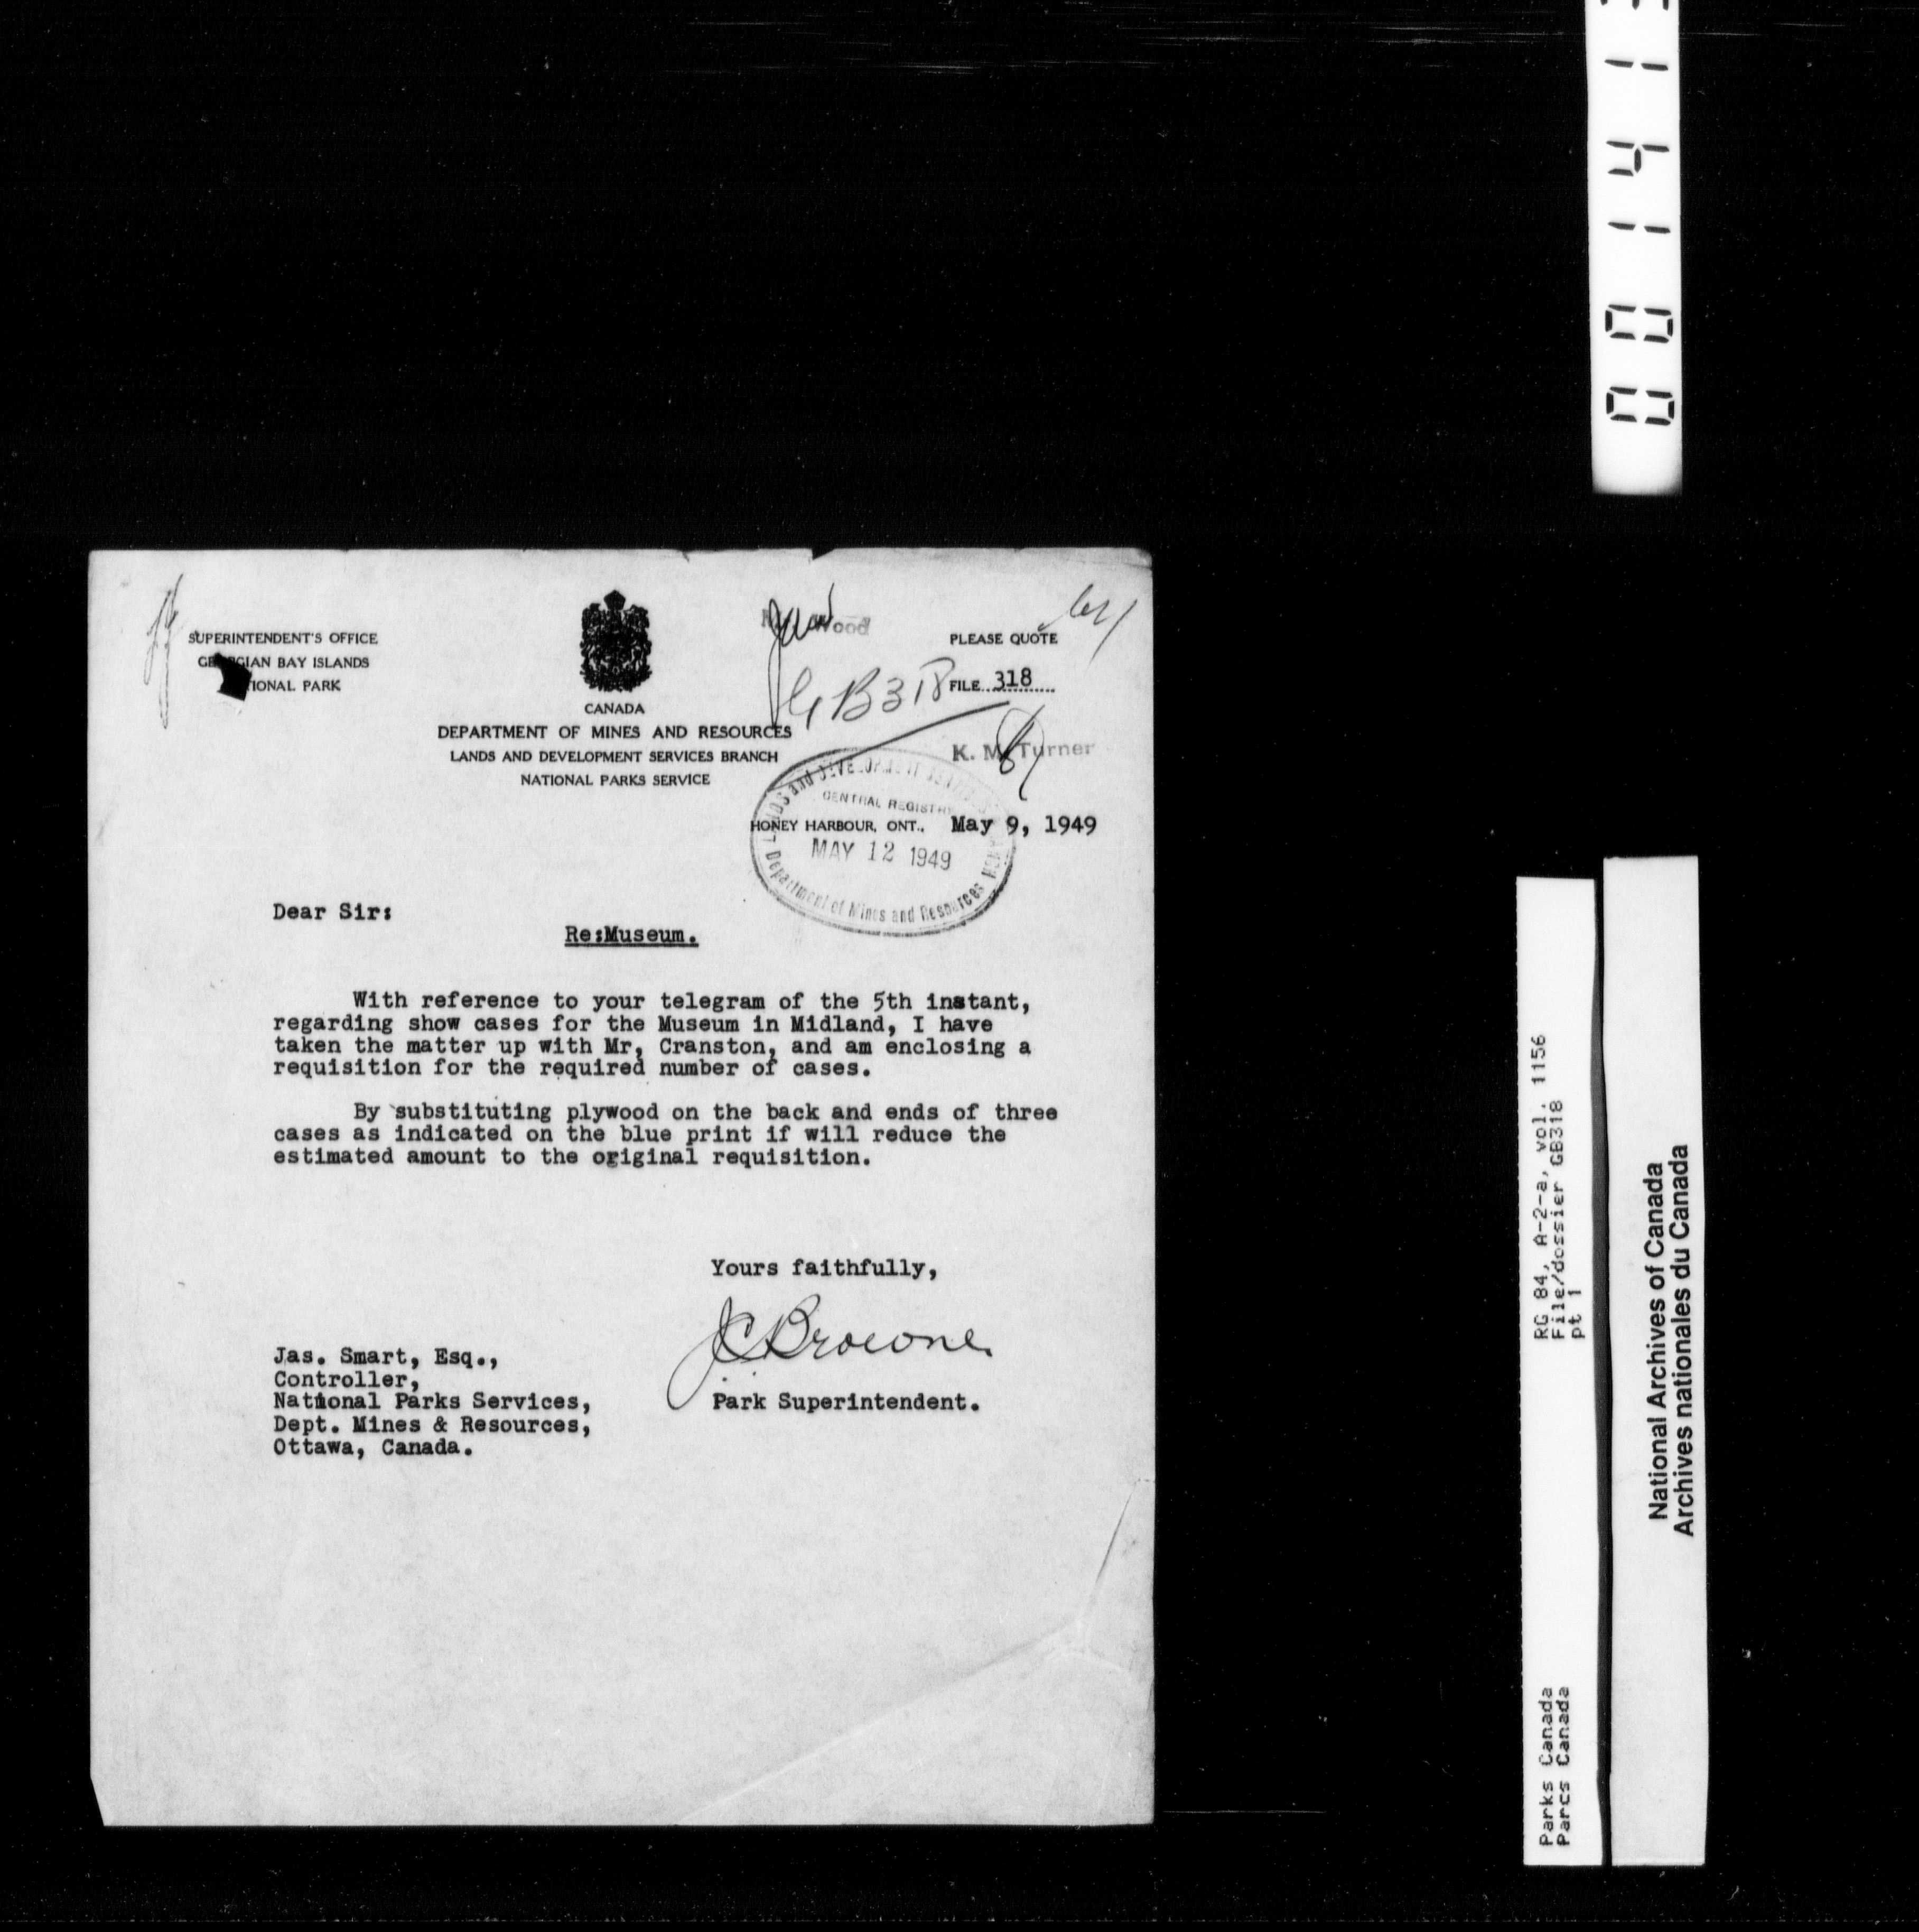 SUPERINTENDENT'S OFFICE
GEORGIAN BAY ISLANDS
NATIONAL PARK
CANADA
DEPARTMENT OF MINES AND RESOURCES
LANDS AND DEVELOPMENT SERVICES BRANCH
NATIONAL PARKS SERVICE
Wood
PLEASE QUOTE
FILE 318
GB318
K. M. Turner
LANDS and DEVELOPMENT SERVICES BRANCH
CENTRAL REGISTRY
HONEY HARBOUR, ONT., May 9, 1949
MAY 12 1949
Department of Mines and Resources
Dear Sir:
Re:Museum.
With reference to your telegram of the 5th instant,
regarding show cases for the Museum in Midland, I have
taken the matter up with Mr, Cranston, and am enclosing a
requisition for the required number of cases.
By substituting plywood on the back and ends of three
cases as indicated on the blue print if will reduce the
estimated amount to the original requisition.
Yours faithfully,
JCBrowne.
Park Superintendent.
Jas. Smart, Esq.,
Controller,
National Parks Services,
Dept. Mines & Resources,
Ottawa, Canada.
RG 84, A-2-a, vol. 1156
File/dossier GB318
pt 1
Parks Canada
Parcs Canada
National Archives of Canada
Archives nationales du Canada